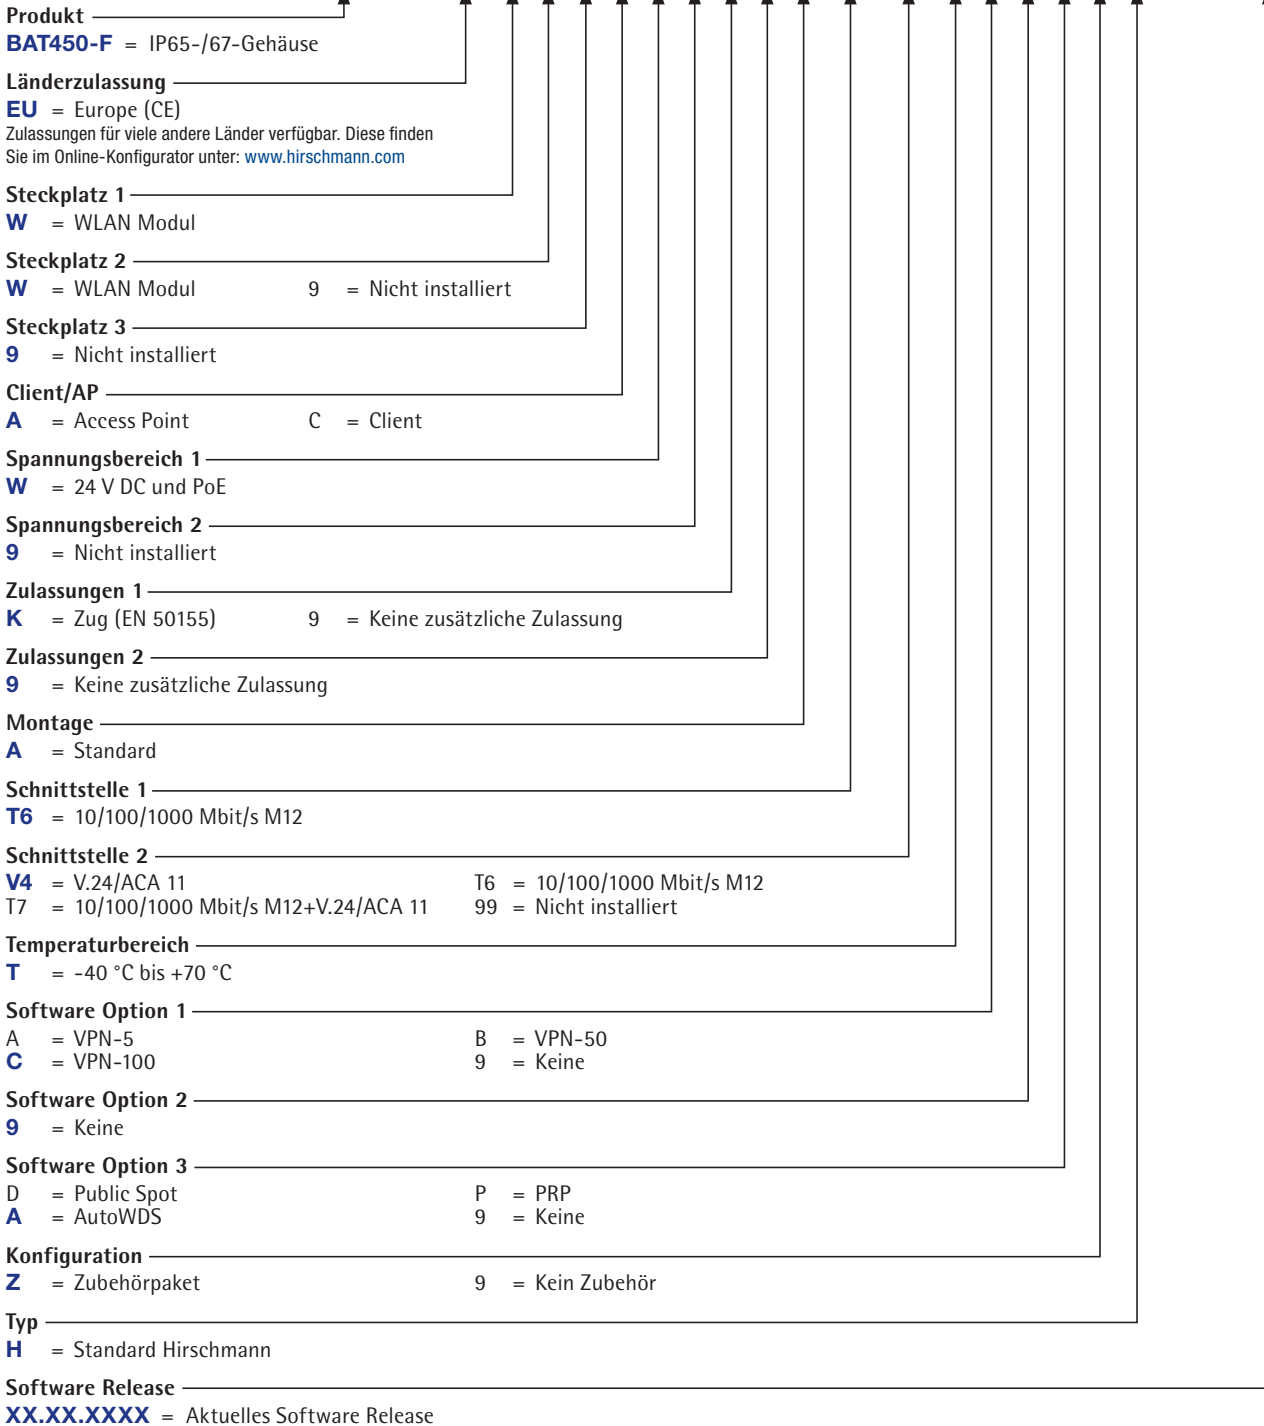 Produkt
BAT450-F = IP65-/67-Gehäuse
Länderzulassung
EU = Europe (CE)
Zulassungen für viele andere Länder verfügbar. Diese finden
Sie im Online-Konfigurator unter: www.hirschmann.com
Steckplatz 1
W = WLAN Modul
Steckplatz 2
W = WLAN Modul 9 = Nicht installiert
Steckplatz 3
9 = Nicht installiert
Client/AP
A = Access Point C = Client
Spannungsbereich 1
W = 24 V DC und PoE
Spannungsbereich 2
9 = Nicht installiert
Zulassungen 1
K = Zug (EN 50155) 9 = Keine zusätzliche Zulassung
Zulassungen 2
9 = Keine zusätzliche Zulassung
Montage
A = Standard
Schnittstelle 1
T6 = 10/100/1000 Mbit/s M12
Schnittstelle 2
V4 = V.24/ACA 11 T6 = 10/100/1000 Mbit/s M12
T7 = 10/100/1000 Mbit/s M12+V.24/ACA 11 99 = Nicht installiert
Temperaturbereich
T = -40 °C bis +70 °C
Software Option 1
A = VPN-5 B = VPN-50
C = VPN-100 9 = Keine
Software Option 2
9 = Keine
Software Option 3
D = Public Spot P = PRP
A = AutoWDS 9 = Keine
Konfiguration
Z = Zubehörpaket 9 = Kein Zubehör
Typ
H = Standard Hirschmann
Software Release
XX.XX.XXXX = Aktuelles Software Release